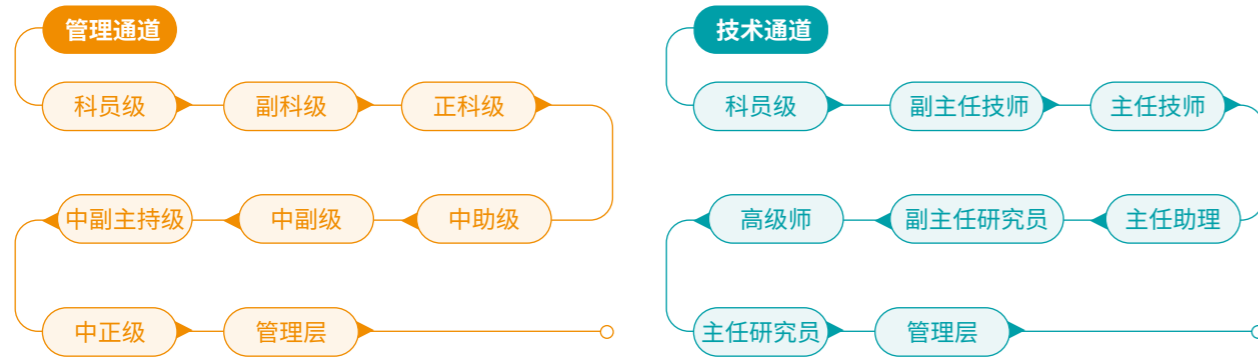 管理通道
科员级
副科级
正科级
中助级
中副级
中副主持级
中正级
管理层
技术通道
科员级
副主任技师
主任技师
主任助理
副主任研究员
高级师
主任研究员
管理层